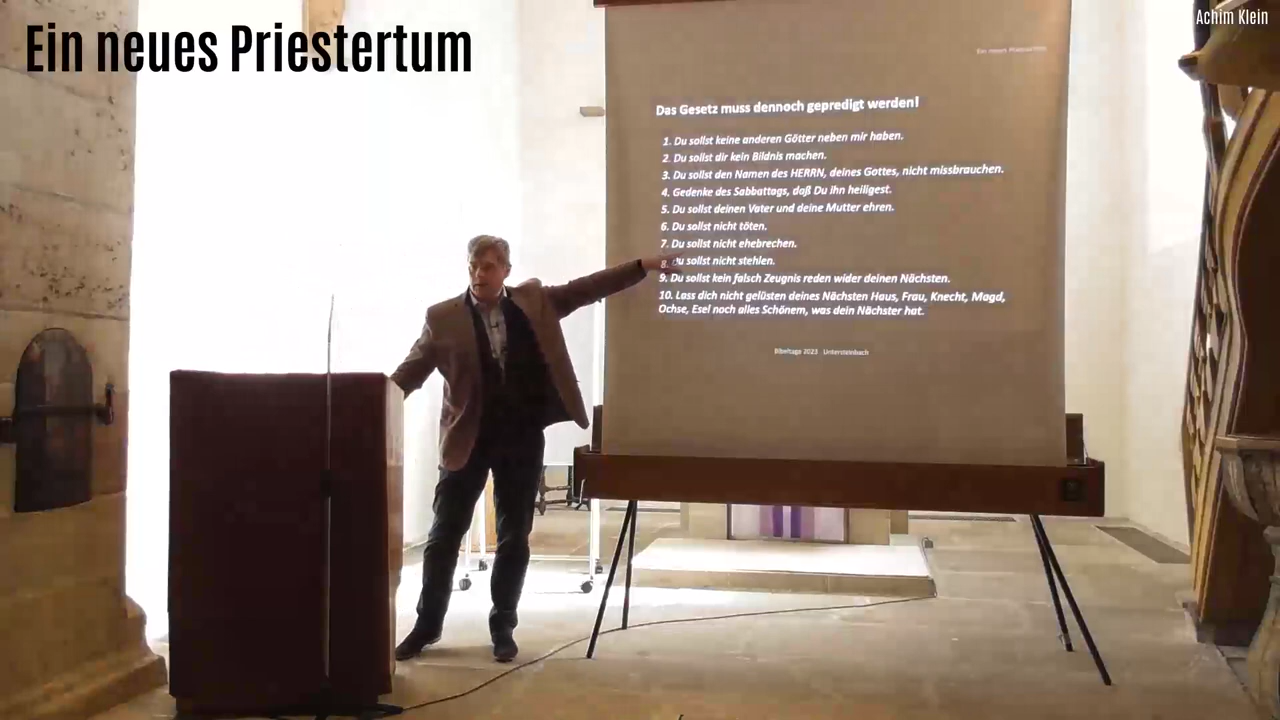 Ein neues Priestertum
Achim Klein
Ein neues Priestertum
Das Gesetz muss dennoch gepredigt werden!
1. Du sollst keine anderen Götter neben mir haben.
2. Du sollst dir kein Bildnis machen.
3. Du sollst den Namen des HERRN, deines Gottes, nicht missbrauchen.
4. Gedenke des Sabbattags, daß Du ihn heiligest.
5. Du sollst deinen Vater und deine Mutter ehren.
6. Du sollst nicht töten.
7. Du sollst nicht ehebrechen.
8. Du sollst nicht stehlen.
9. Du sollst kein falsch Zeugnis reden wider deinen Nächsten.
10. Lass dich nicht gelüsten deines Nächsten Haus, Frau, Knecht, Magd,
Ochse, Esel noch alles Schönem, was dein Nächster hat.
Bibeltage 2023 Untersteinbach